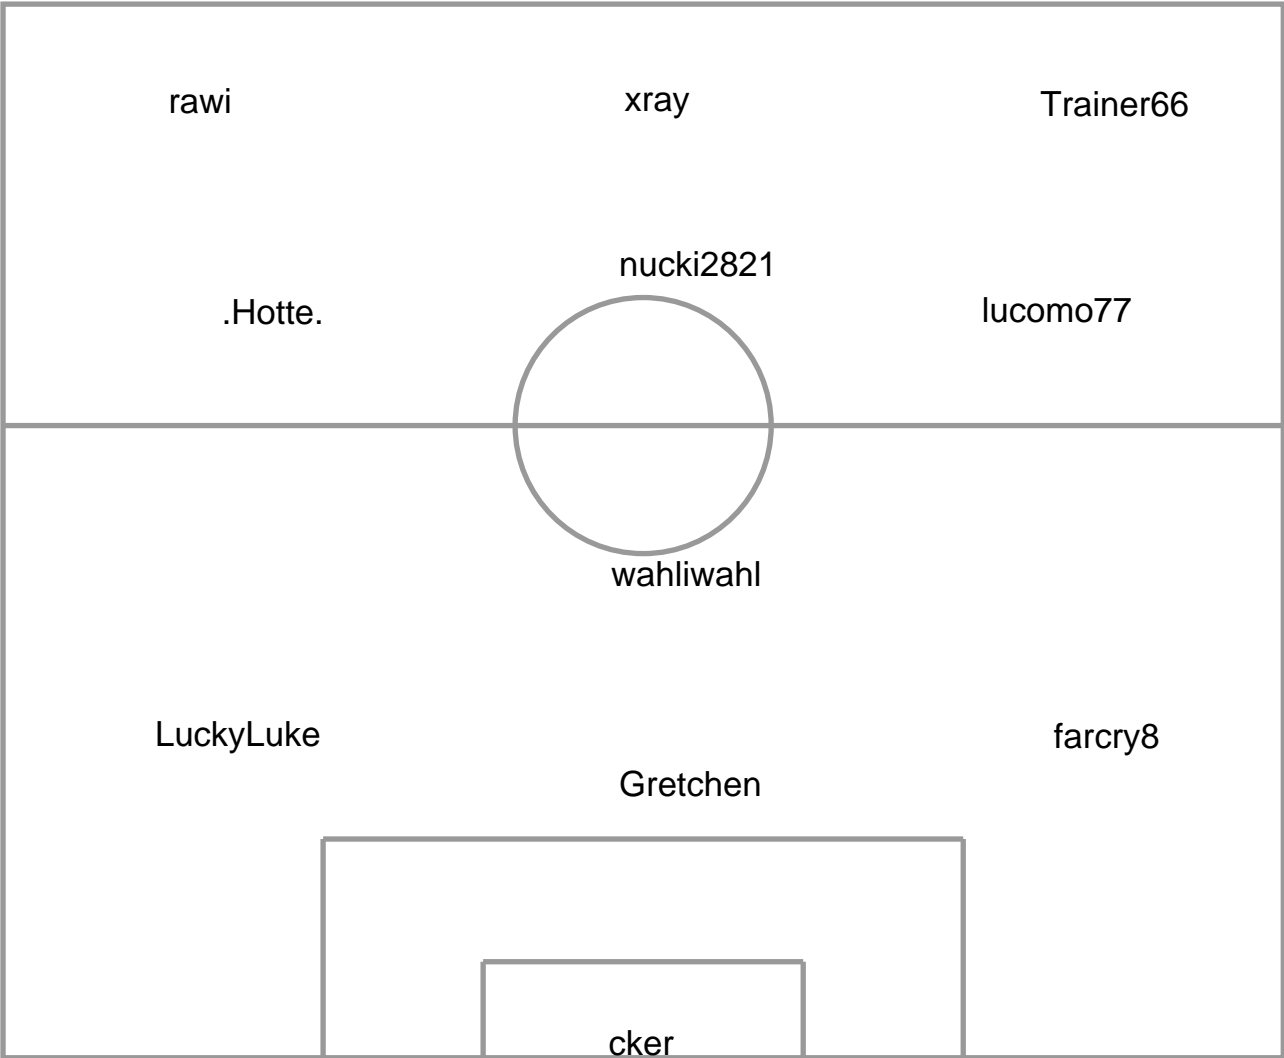 rawi
xray
Trainer66
nucki2821
.Hotte.
lucomo77
wahliwahl
LuckyLuke
farcry8
Gretchen
cker